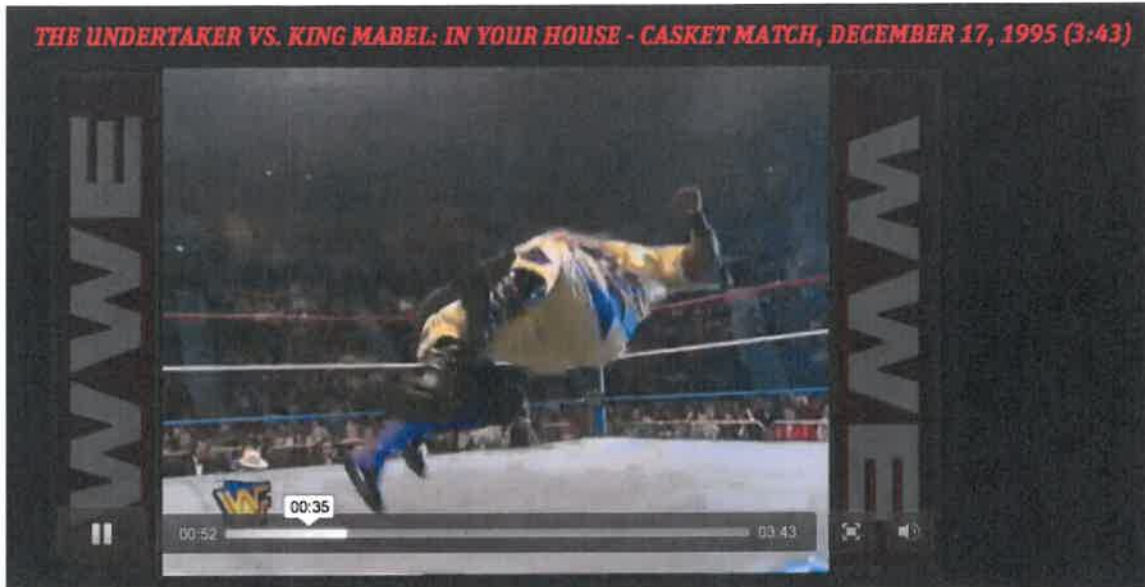 THE UNDERTAKER VS. KING MABEL: IN YOUR HOUSE - CASKET MATCH, DECEMBER 17, 1995 (3:43)
WWE
WWE
WF
00:35
00:52
03:43